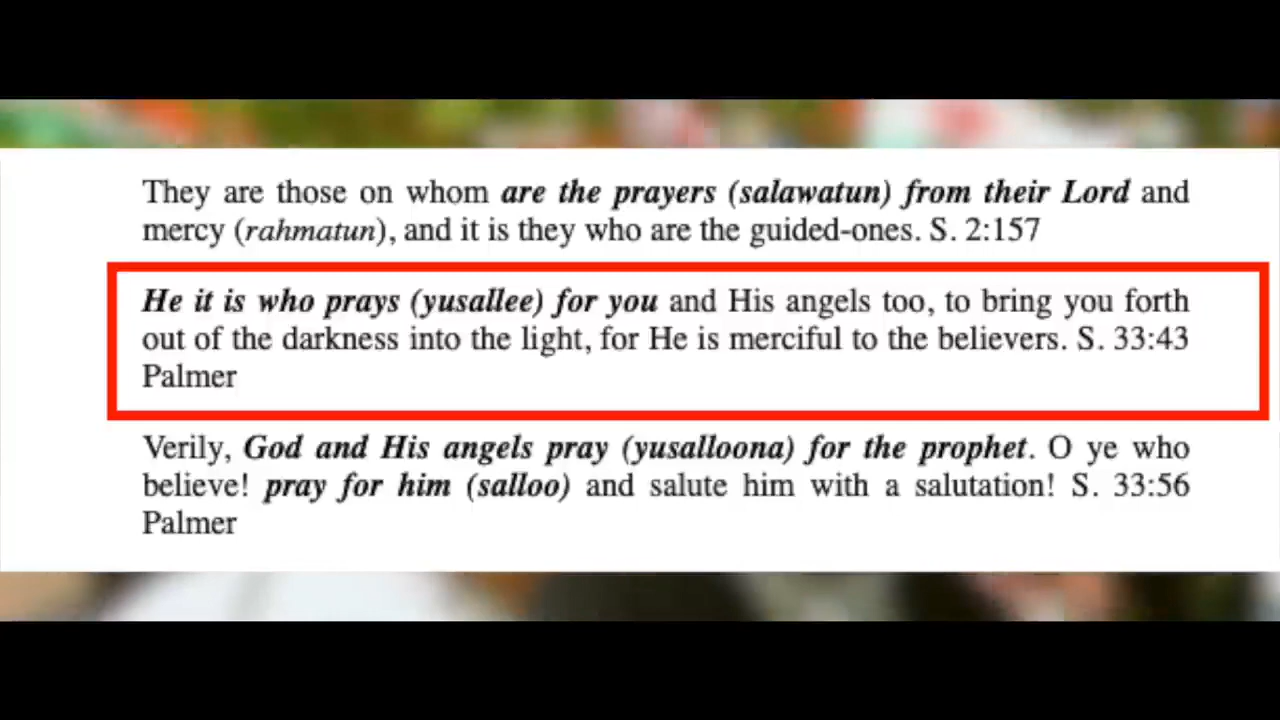 They are those on whom are the prayers (salawatun) from their Lord and
mercy (rahmatun), and it is they who are the guided-ones. S. 2:157
He it is who prays (yusallee) for you and His angels too, to bring you forth
out of the darkness into the light, for He is merciful to the believers. S. 33:43
Palmer
Verily, God and His angels pray (yusalloona) for the prophet. O ye who
believe! pray for him (salloo) and salute him with a salutation! S. 33:56
Palmer